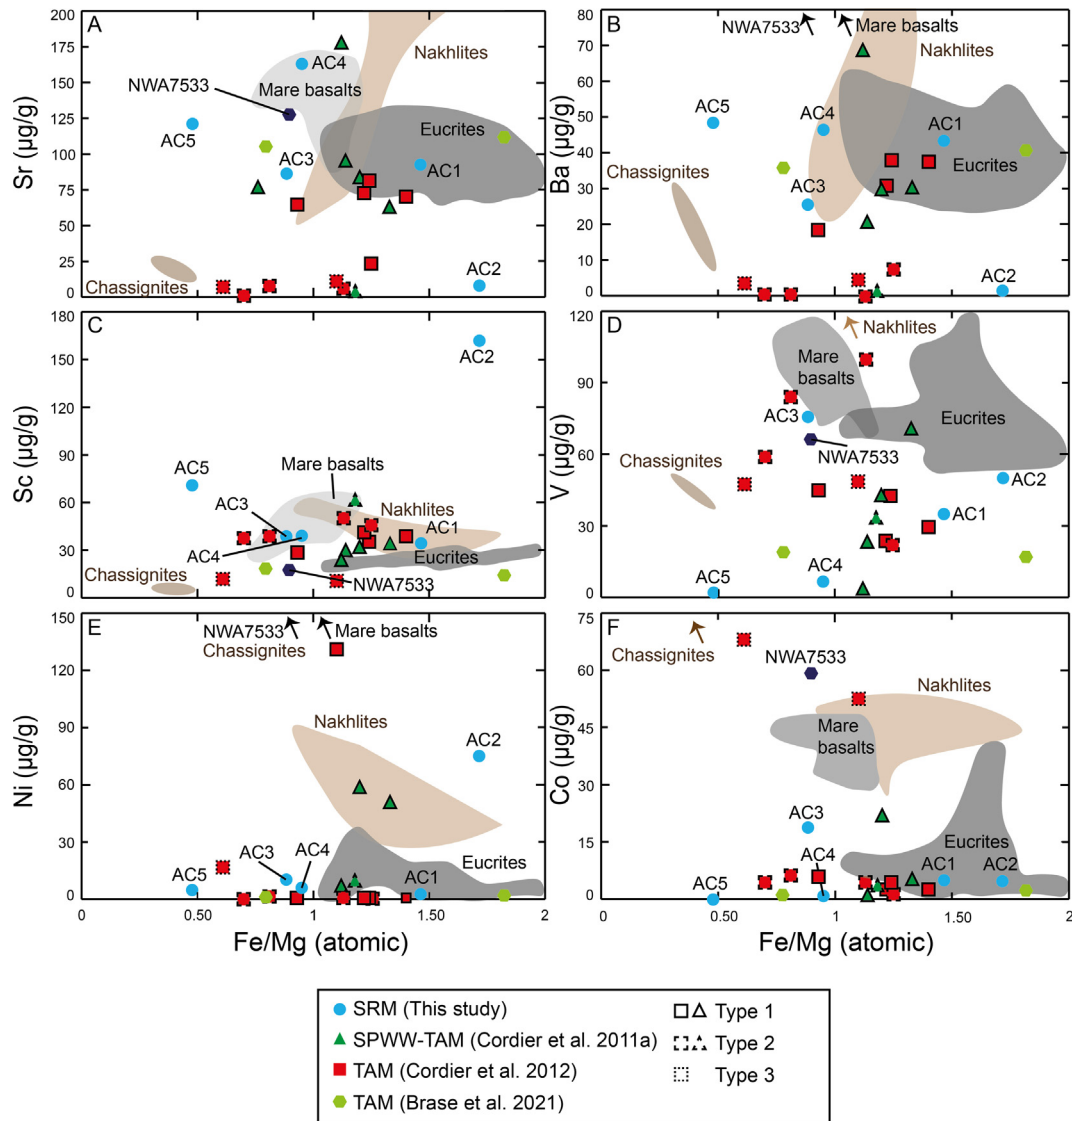 A
200
175
150
125
100
75
50
25
0
Sr (µg/g)
Nakhlites
AC4
NWA7533
Mare basalts
Eucrites
AC5
AC3
AC1
Chassignites
AC2
B
80
70
60
50
40
30
20
10
0
Ba (µg/g)
NWA7533
Mare basalts
Nakhlites
AC5
AC4
AC1
Eucrites
Chassignites
AC3
AC2
C
180
150
120
90
60
30
0
Sc (µg/g)
AC2
AC5
Mare basalts
AC3
Nakhlites
AC1
AC4
Eucrites
Chassignites
NWA7533
D
120
90
60
30
0
V (µg/g)
Nakhlites
Mare
basalts
AC3
Eucrites
NWA7533
Chassignites
AC2
AC1
AC4
AC5
E
150
120
90
60
30
0
Ni (µg/g)
NWA7533
Mare basalts
Chassignites
Nakhlites
AC2
AC3
AC4
AC5
Eucrites
AC1
0.50
1
1.50
2
Fe/Mg (atomic)
F
75
60
45
30
15
0
Co (µg/g)
Chassignites
NWA7533
Nakhlites
Mare
basalts
AC3
AC4
Eucrites
AC5
AC1
AC2
0.50
1
1.50
2
Fe/Mg (atomic)
SRM (This study)
SPWW-TAM (Cordier et al. 2011a)
TAM (Cordier et al. 2012)
TAM (Brase et al. 2021)
Type 1
Type 2
Type 3